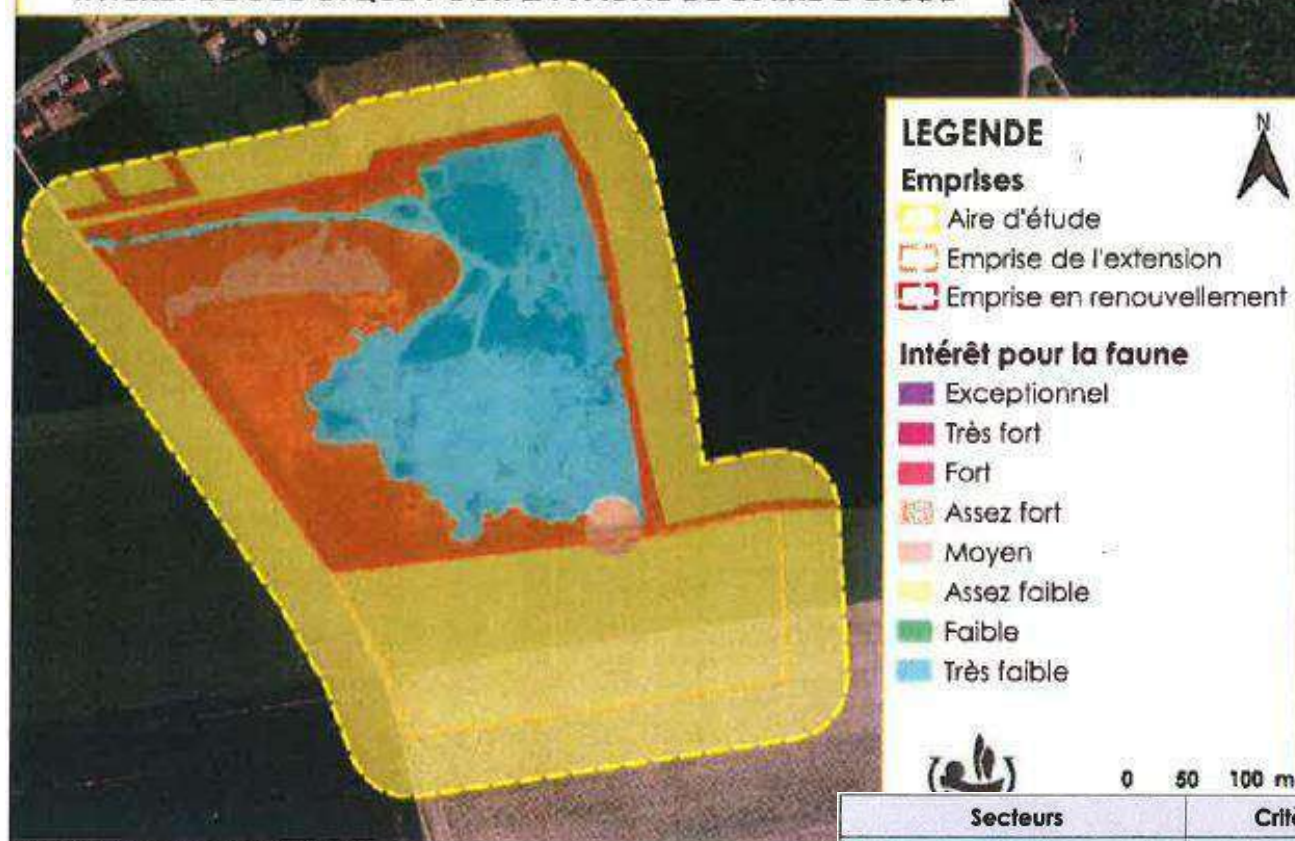 LEGENDE
N
Emprises
Aire d'étude
Emprise de l'extension
Emprise en renouvellement
Intérêt pour la faune
Exceptionnel
Très fort
Fort
Assez fort
Moyen
Assez faible
Faible
Très faible
0 50 100 m
Secteurs